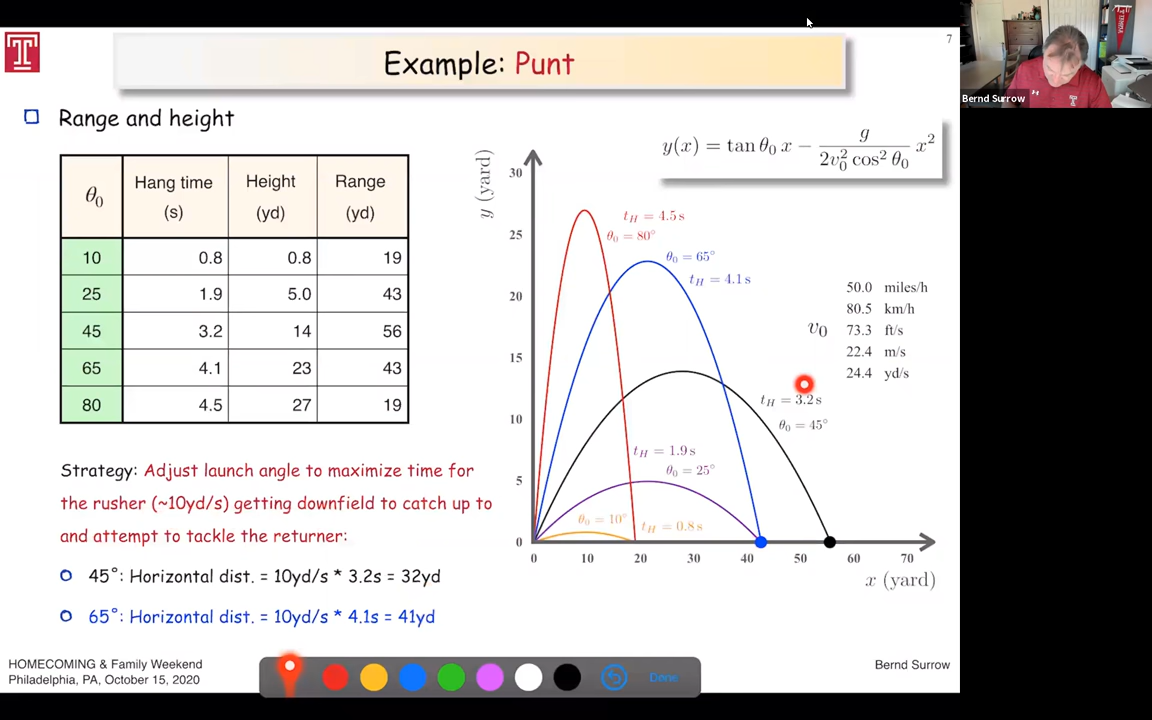 Example: Punt
7
Bernd Surrow
TEMPLE
Range and height
θ₀ Hang time (s) Height (yd) Range (yd)
10 0.8 0.8 19
25 1.9 5.0 43
45 3.2 14 56
65 4.1 23 43
80 4.5 27 19
y(x) = tan θ₀ x − g / (2v₀² cos² θ₀) x²
y (yard)
30
25
20
15
10
5
0
t_H = 4.5 s
θ₀ = 80°
θ₀ = 65°
t_H = 4.1 s
t_H = 3.2 s
θ₀ = 45°
t_H = 1.9 s
θ₀ = 25°
θ₀ = 10°
t_H = 0.8 s
0 10 20 30 40 50 60 70
x (yard)
v₀
50.0 miles/h
80.5 km/h
73.3 ft/s
22.4 m/s
24.4 yd/s
Strategy: Adjust launch angle to maximize time for
the rusher (~10yd/s) getting downfield to catch up to
and attempt to tackle the returner:
45°: Horizontal dist. = 10yd/s * 3.2s = 32yd
65°: Horizontal dist. = 10yd/s * 4.1s = 41yd
HOMECOMING & Family Weekend
Philadelphia, PA, October 15, 2020
Done
Bernd Surrow